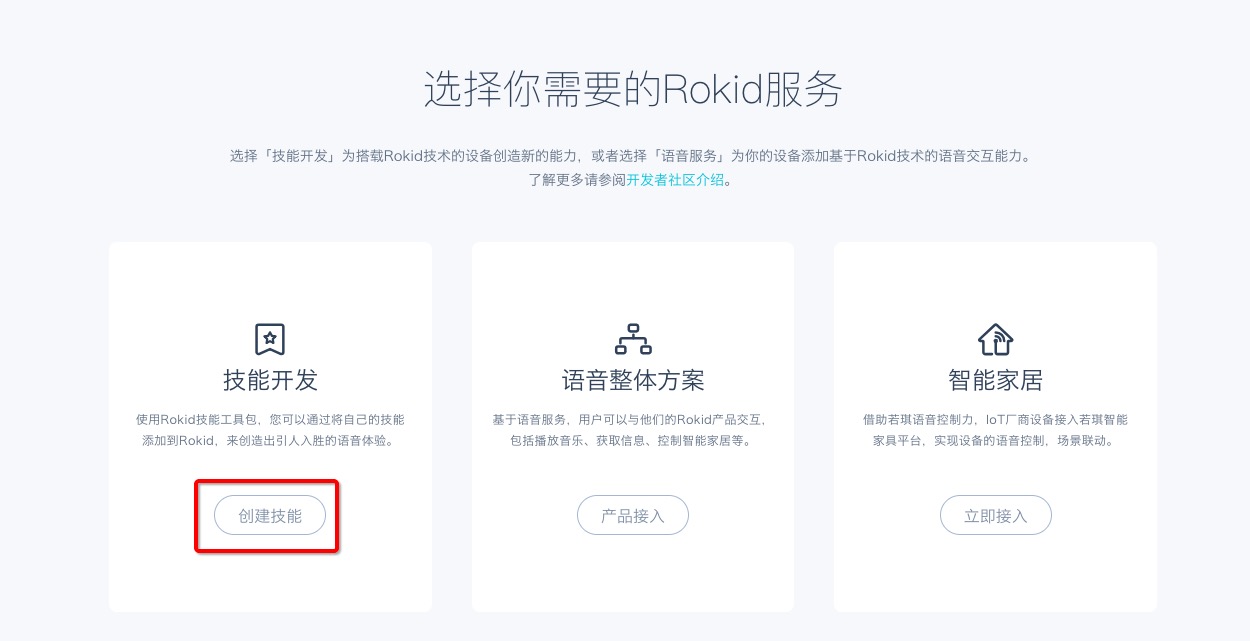 选择你需要的Rokid服务
选择「技能开发」为搭载Rokid技术的设备创造新的能力，或者选择「语音服务」为你的设备添加基于Rokid技术的语音交互能力。
了解更多请参阅开发者社区介绍。
技能开发
使用Rokid技能工具包，您可以通过将自己的技能
添加到Rokid，来创造出引人入胜的语音体验。
创建技能
语音整体方案
基于语音服务，用户可以与他们的Rokid产品交互，
包括播放音乐、获取信息、控制智能家居等。
产品接入
智能家居
借助若琪语音控制力，IoT厂商设备接入若琪智能
家具平台，实现设备的语音控制，场景联动。
立即接入